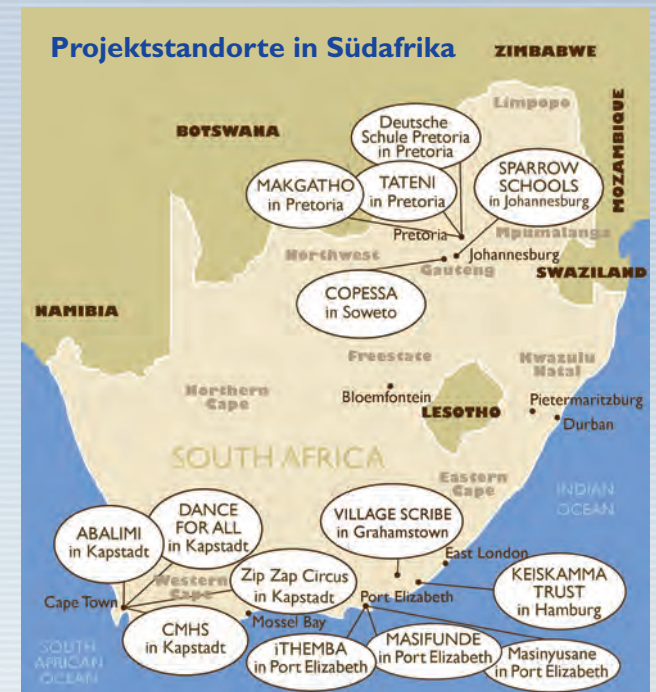 Projektstandorte in Südafrika
ZIMBABWE
Limpopo
BOTSWANA
MOZAMBIQUE
Deutsche
Schule Pretoria
in Pretoria
MAKGATHO
in Pretoria
TATENI
in Pretoria
SPARROW
SCHOOLS
in Johannesburg
Pretoria
Mpumalanga
Northwest
Johannesburg
Gauteng
SWAZILAND
COPESSA
in Soweto
NAMIBIA
Freestate
Kwazulu
Natal
Northern
Cape
Bloemfontein
LESOTHO
Pietermaritzburg
Durban
SOUTH AFRICA
Eastern
Cape
INDIAN
OCEAN
ABALIMI
in Kapstadt
DANCE
FOR ALL
in Kapstadt
VILLAGE SCRIBE
in Grahamstown
East London
Western
Cape
Zip Zap Circus
in Kapstadt
KEISKAMMA
TRUST
in Hamburg
Cape Town
Port Elizabeth
Mossel Bay
CMHS
in Kapstadt
iTHEMBA
in Port Elizabeth
MASIFUNDE
in Port Elizabeth
Masinyusane
in Port Elizabeth
SOUTH
AFRICAN
OCEAN